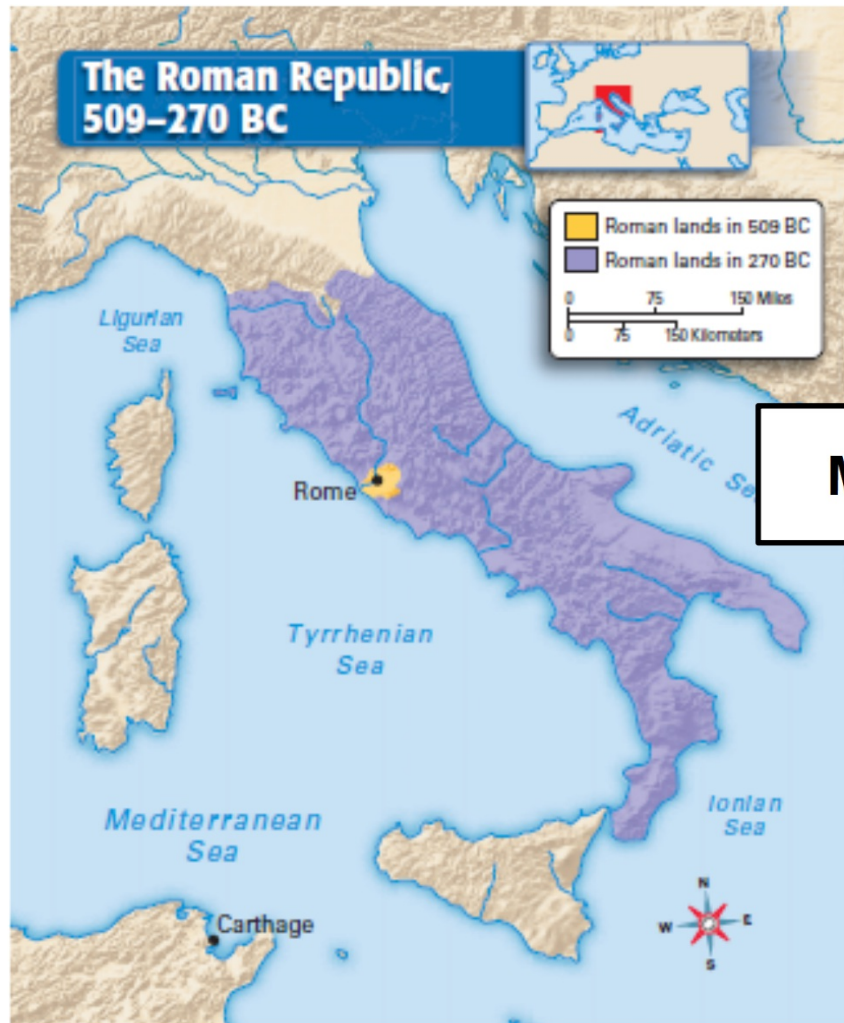 The Roman Republic,
509–270 BC
Roman lands in 509 BC
Roman lands in 270 BC
0 75 150 Miles
0 75 150 Kilometers
Ligurian
Sea
Adriatic Se
M
Rome
Tyrrhenian
Sea
Mediterranean
Sea
Ionian
Sea
Carthage
N
W E
S